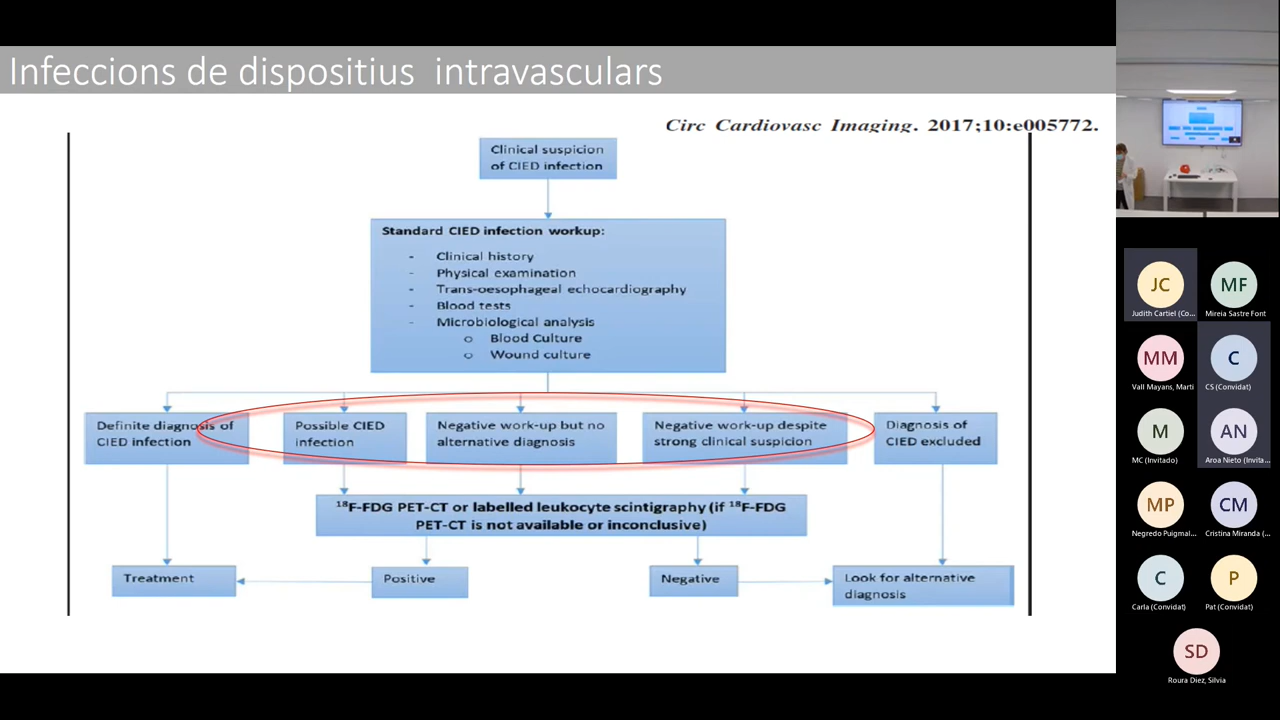 Infeccions de dispositius intravasculars
Circ Cardiovasc Imaging. 2017;10:e005772.
Clinical suspicion
of CIED infection
Standard CIED infection workup:
- Clinical history
- Physical examination
- Trans-oesophageal echocardiography
- Blood tests
- Microbiological analysis
o Blood Culture
o Wound culture
Definite diagnosis of
CIED infection
Possible CIED
infection
Negative work-up but no
alternative diagnosis
Negative work-up despite
strong clinical suspicion
Diagnosis of
CIED excluded
18F-FDG PET-CT or labelled leukocyte scintigraphy (if 18F-FDG
PET-CT is not available or inconclusive)
Treatment
Positive
Negative
Look for alternative
diagnosis
JC
Judith Cartiel (Co...
MF
Mireia Sastre Font
MM
Vall Mayans, Martí
C
CS (Convidat)
M
MC (Invitado)
AN
Aroa Nieto (Invita...
MP
Negredo Puigmal...
CM
Cristina Miranda (...
C
Carla (Convidat)
P
Pat (Convidat)
SD
Roura Diez, Silvia